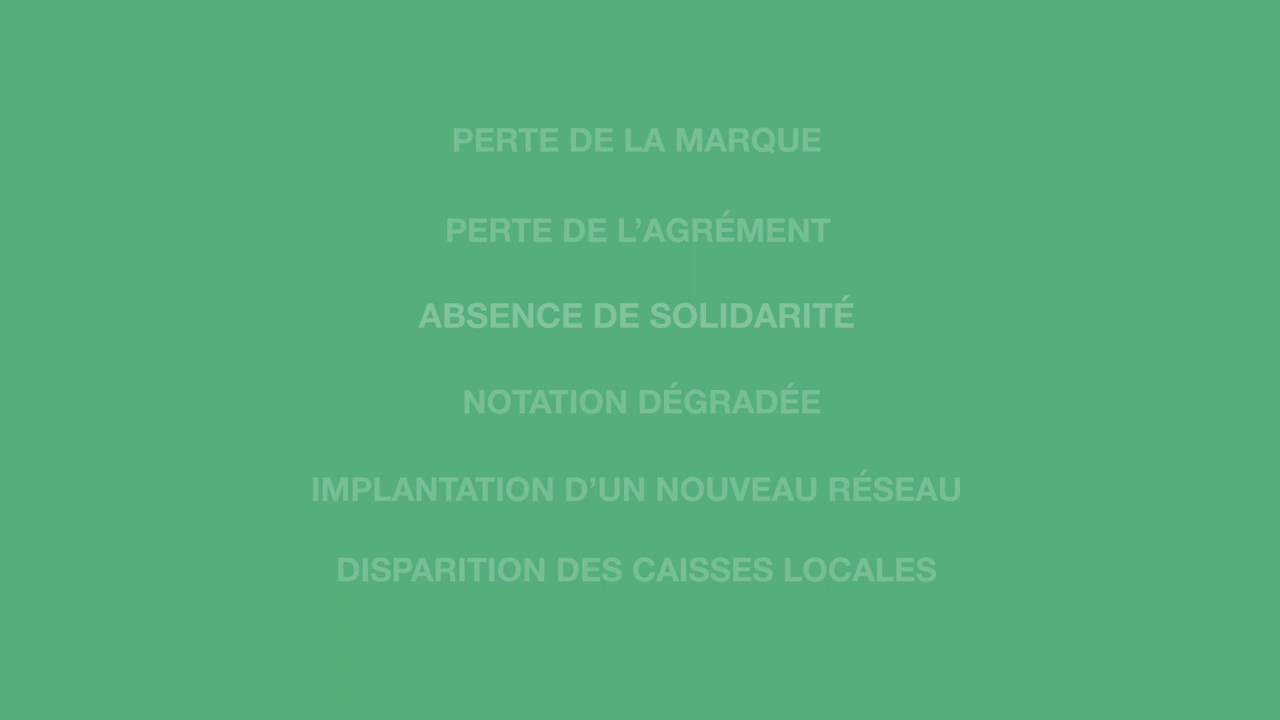 PERTE DE LA MARQUE
PERTE DE L’AGRÉMENT
ABSENCE DE SOLIDARITÉ
NOTATION DÉGRADÉE
IMPLANTATION D’UN NOUVEAU RÉSEAU
DISPARITION DES CAISSES LOCALES